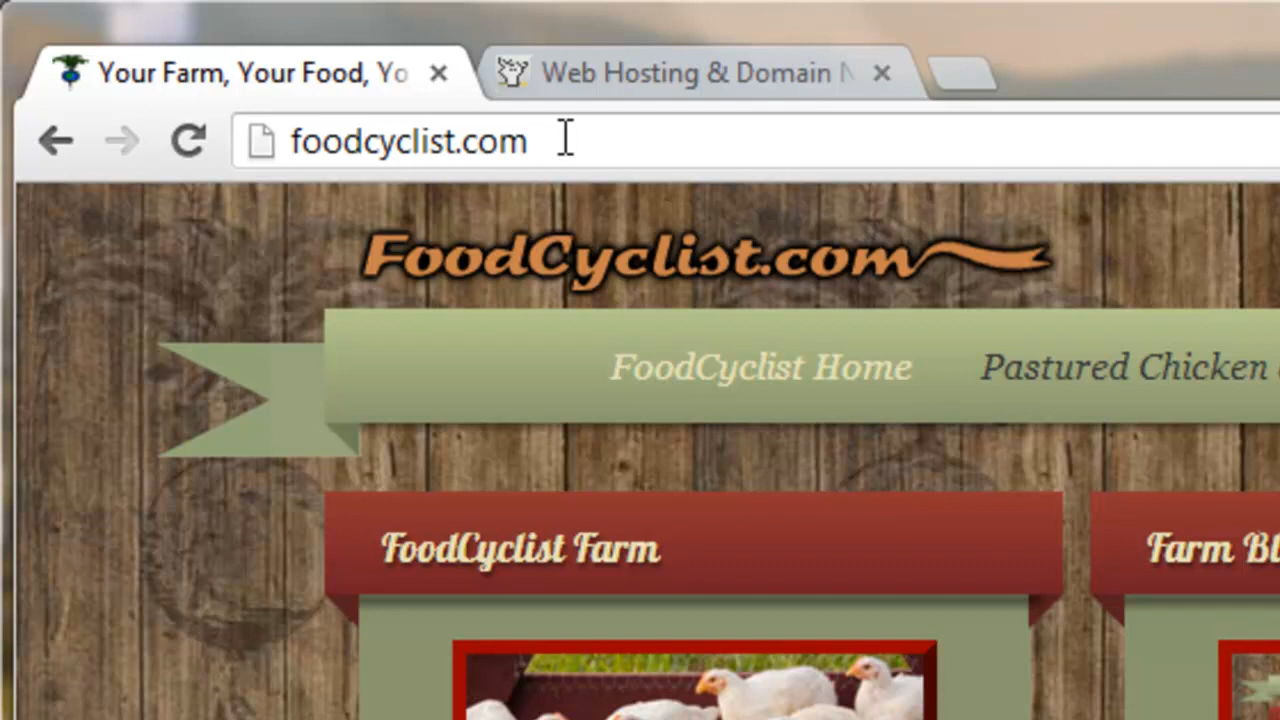 Your Farm, Your Food, Yo
Web Hosting & Domain
foodcyclist.com
FoodCyclist.com
FoodCyclist Home
Pastured Chicken
FoodCyclist Farm
Farm Bl